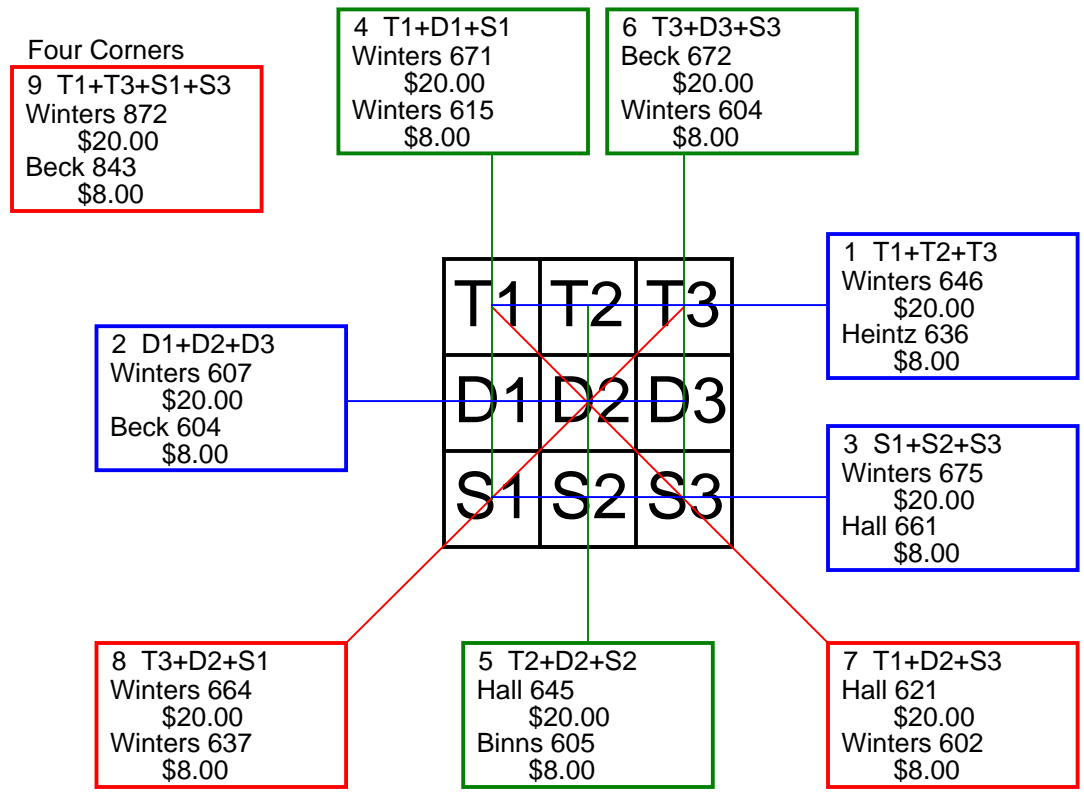 Four Corners
9 T1+T3+S1+S3
Winters 872
$20.00
Beck 843
$8.00
4 T1+D1+S1
Winters 671
$20.00
Winters 615
$8.00
6 T3+D3+S3
Beck 672
$20.00
Winters 604
$8.00
1 T1+T2+T3
Winters 646
$20.00
Heintz 636
$8.00
2 D1+D2+D3
Winters 607
$20.00
Beck 604
$8.00
T1 T2 T3
D1 D2 D3
S1 S2 S3
3 S1+S2+S3
Winters 675
$20.00
Hall 661
$8.00
8 T3+D2+S1
Winters 664
$20.00
Winters 637
$8.00
5 T2+D2+S2
Hall 645
$20.00
Binns 605
$8.00
7 T1+D2+S3
Hall 621
$20.00
Winters 602
$8.00